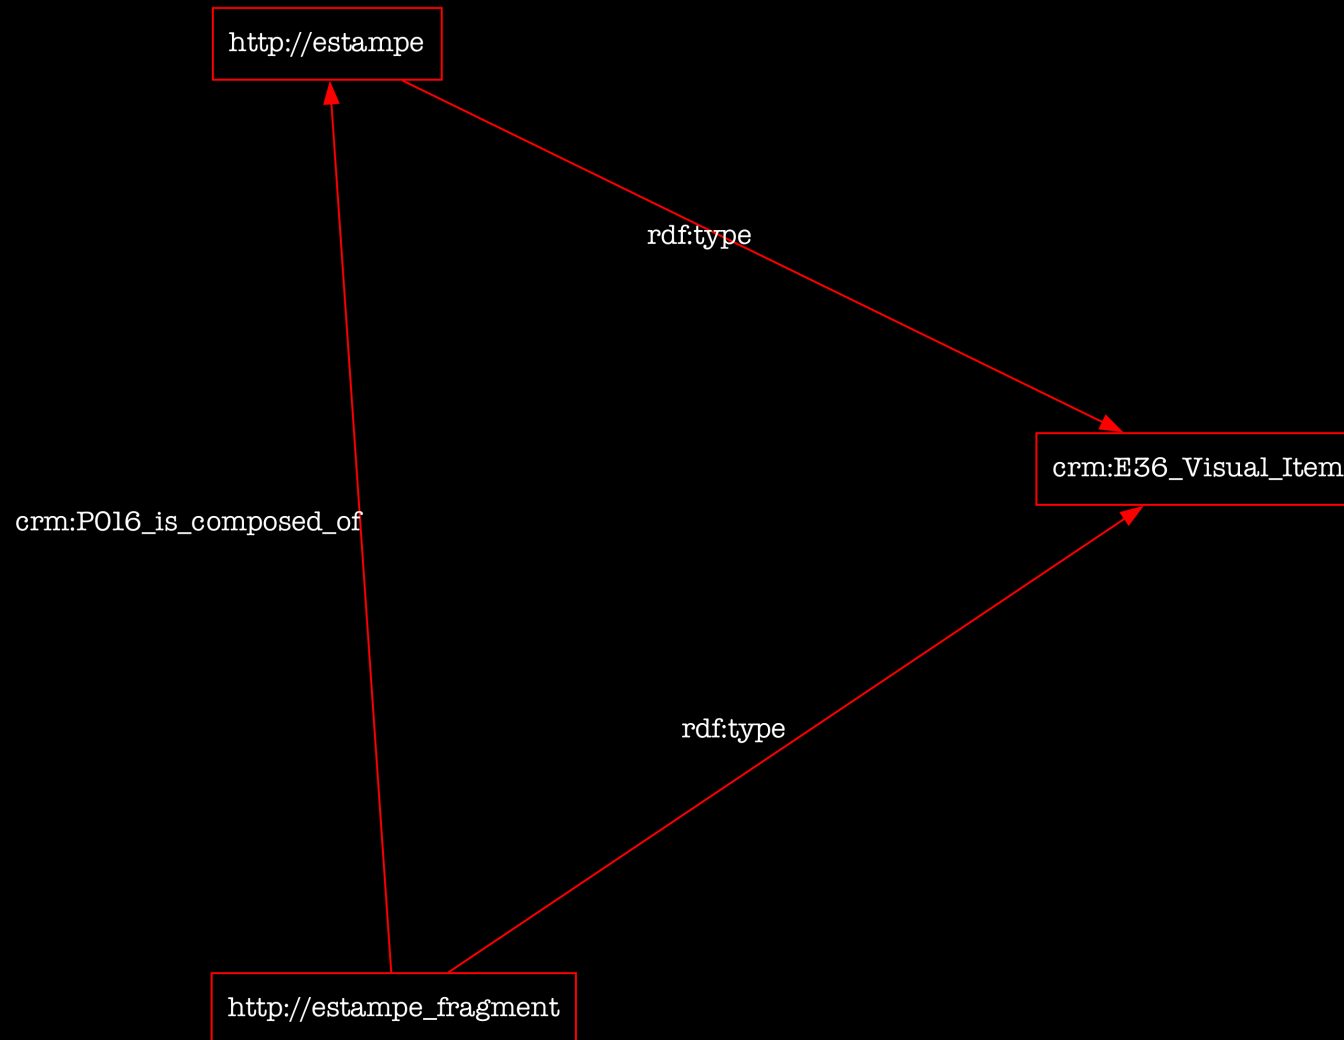 http://estampe
rdf:type
crm:E36_Visual_Item
crm:P016_is_composed_of
rdf:type
http://estampe_fragment